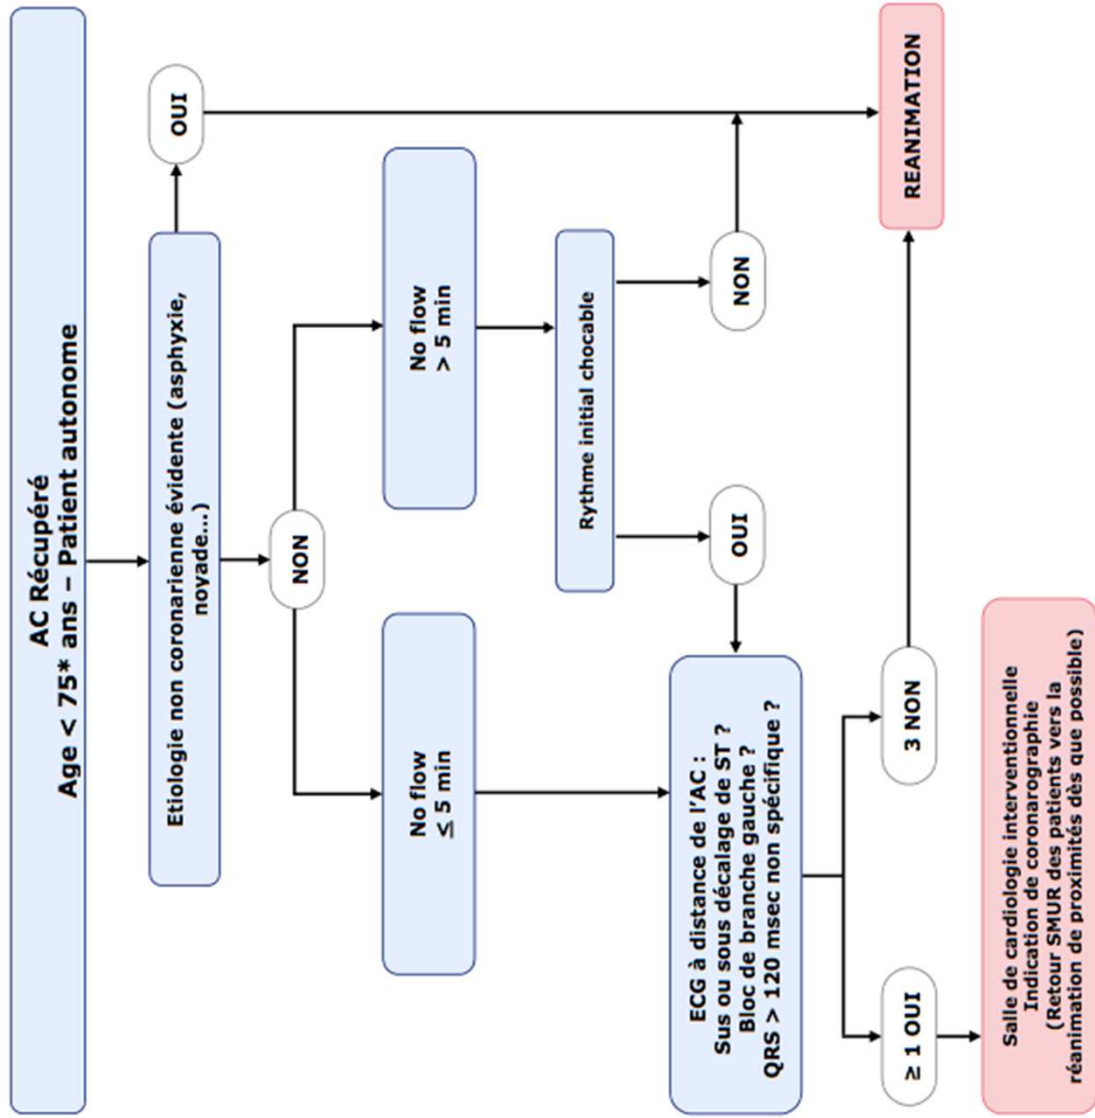 AC Récupéré
Age < 75* ans – Patient autonome
Etiologie non coronarienne évidente (asphyxie,
noyade...)
OUI
NON
No flow
≤ 5 min
No flow
> 5 min
Rythme initial chocable
OUI
NON
ECG à distance de l'AC :
Sus ou sous décalage de ST ?
Bloc de branche gauche ?
QRS > 120 msec non spécifique ?
≥ 1 OUI
3 NON
REANIMATION
Salle de cardiologie interventionnelle
Indication de coronarographie
(Retour SMUR des patients vers la
réanimation de proximités dès que possible)